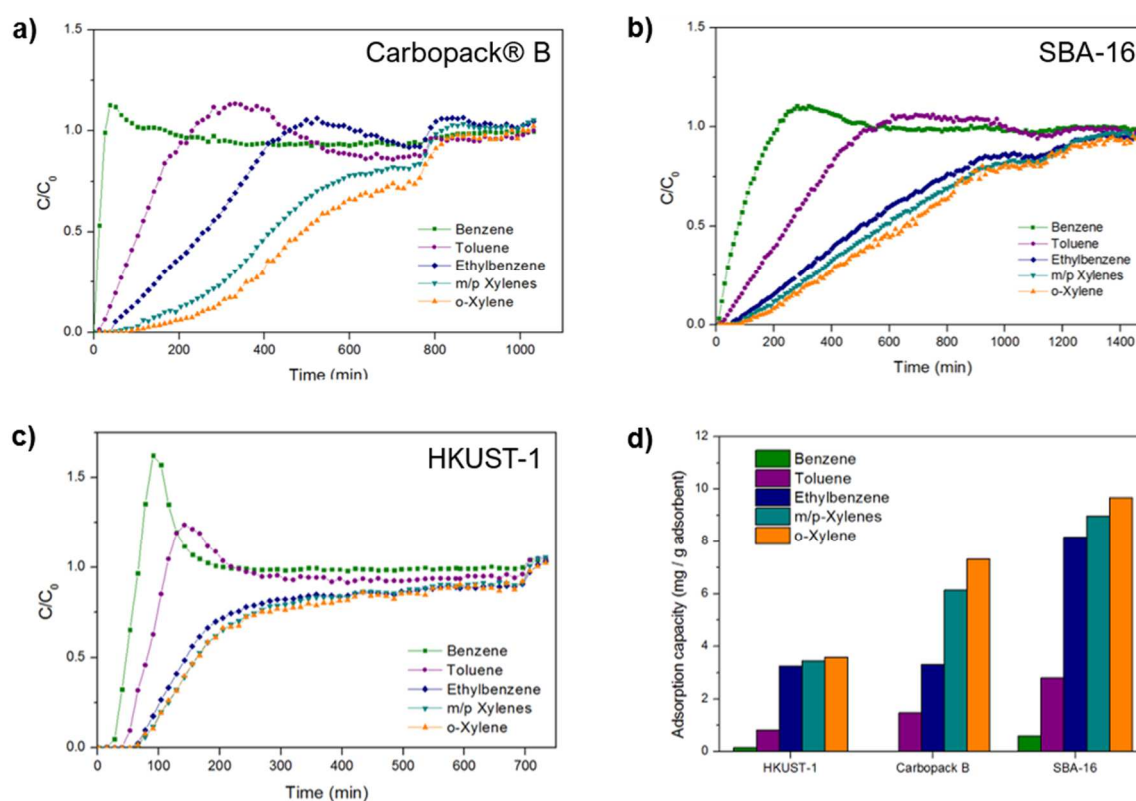 a)
Carbopack® B
1.5
1.0
0.5
0.0
C/C0
Benzene
Toluene
Ethylbenzene
m/p Xylenes
o-Xylene
0 200 400 600 800 1000
Time (min)
b)
SBA-16
1.5
1.0
0.5
0.0
C/C0
Benzene
Toluene
Ethylbenzene
m/p Xylenes
o-Xylene
0 200 400 600 800 1000 1200 1400
Time (min)
c)
HKUST-1
1.5
1.0
0.5
0.0
C/C0
Benzene
Toluene
Ethylbenzene
m/p Xylenes
o-Xylene
0 100 200 300 400 500 600 700
Time (min)
d)
12
10
8
6
4
2
0
Adsorption capacity (mg / g adsorbent)
Benzene
Toluene
Ethylbenzene
m/p-Xylenes
o-Xylene
HKUST-1 Carbopack B SBA-16